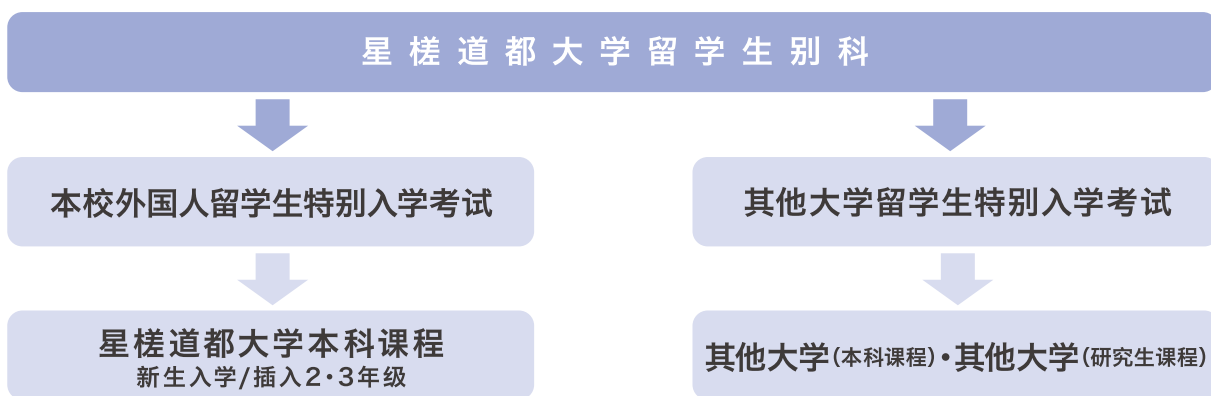 星槎道都大学留学生别科
本校外国人留学生特别入学考试
其他大学留学生特别入学考试
星槎道都大学本科课程
新生入学/插入2・3年级
其他大学(本科课程)・其他大学(研究生课程)